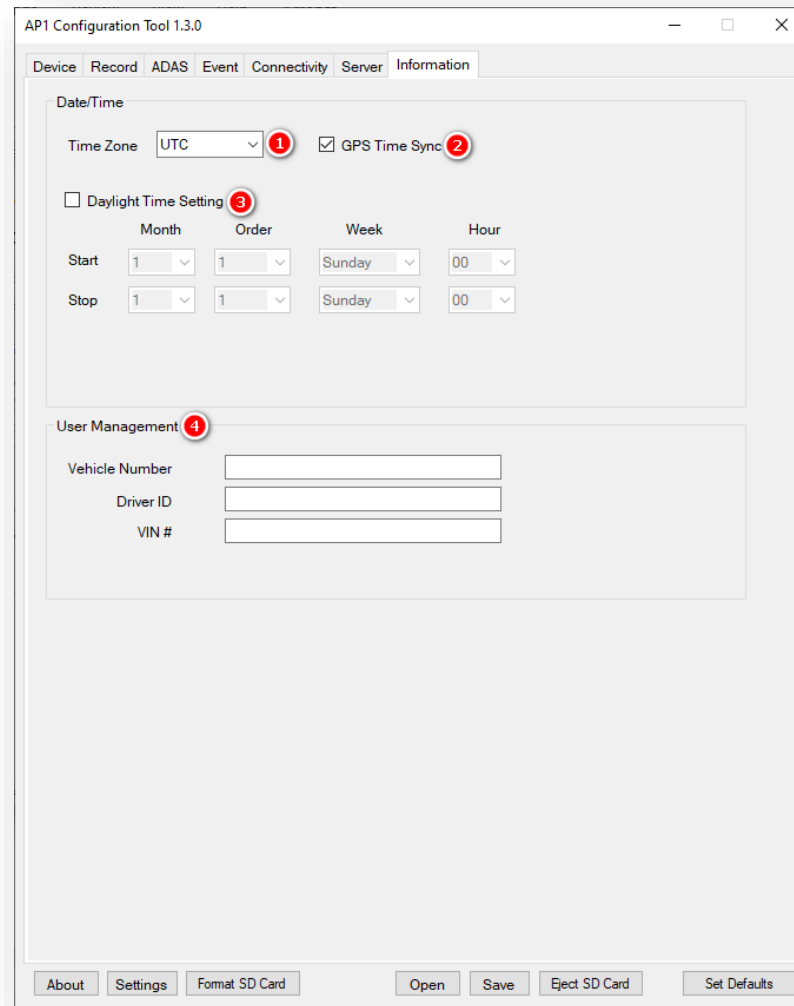 AP1 Configuration Tool 1.3.0
Device Record ADAS Event Connectivity Server Information
Date/Time
Time Zone UTC 1 GPS Time Sync 2
Daylight Time Setting 3
Month Order Week Hour
Start 1 1 Sunday 00
Stop 1 1 Sunday 00
User Management 4
Vehicle Number
Driver ID
VIN #
About Settings Format SD Card Open Save Eject SD Card Set Defaults